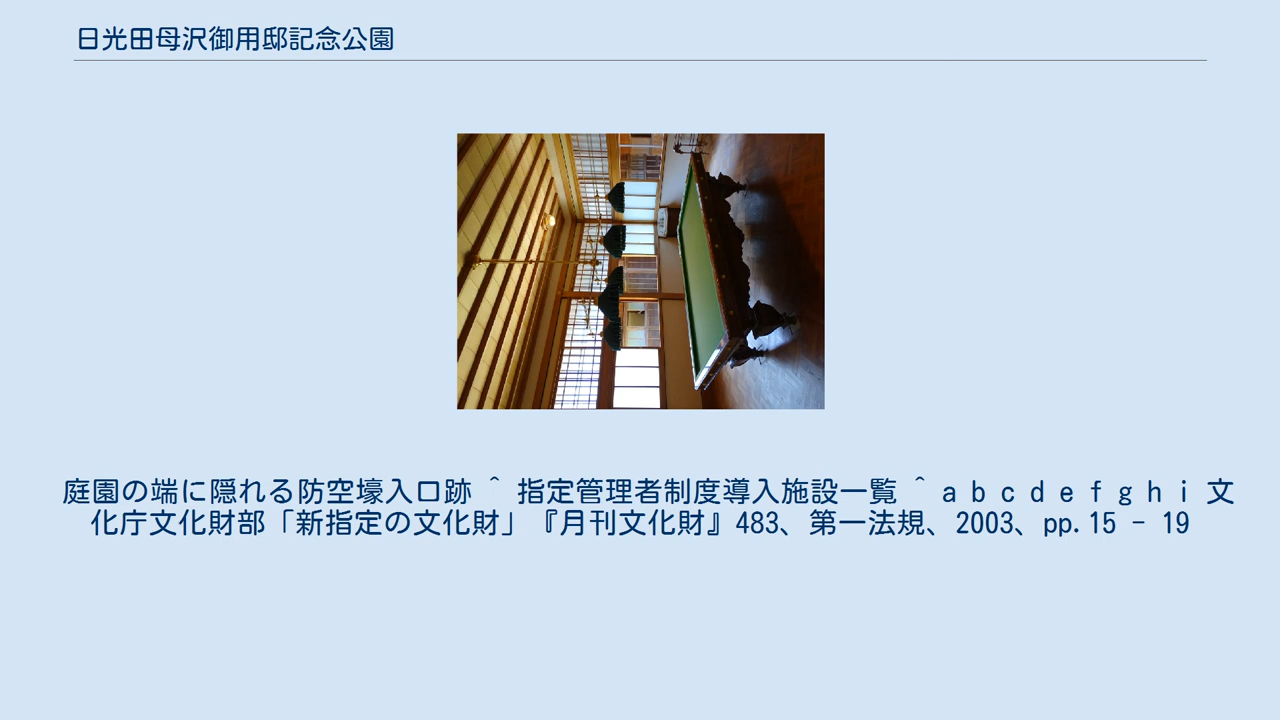 日光田母沢御用邸記念公園
庭園の端に隠れる防空壕入口跡 ^ 指定管理者制度導入施設一覧 ^ a b c d e f g h i 文
化庁文化財部「新指定の文化財」『月刊文化財』483、第一法規、2003、pp.15 - 19